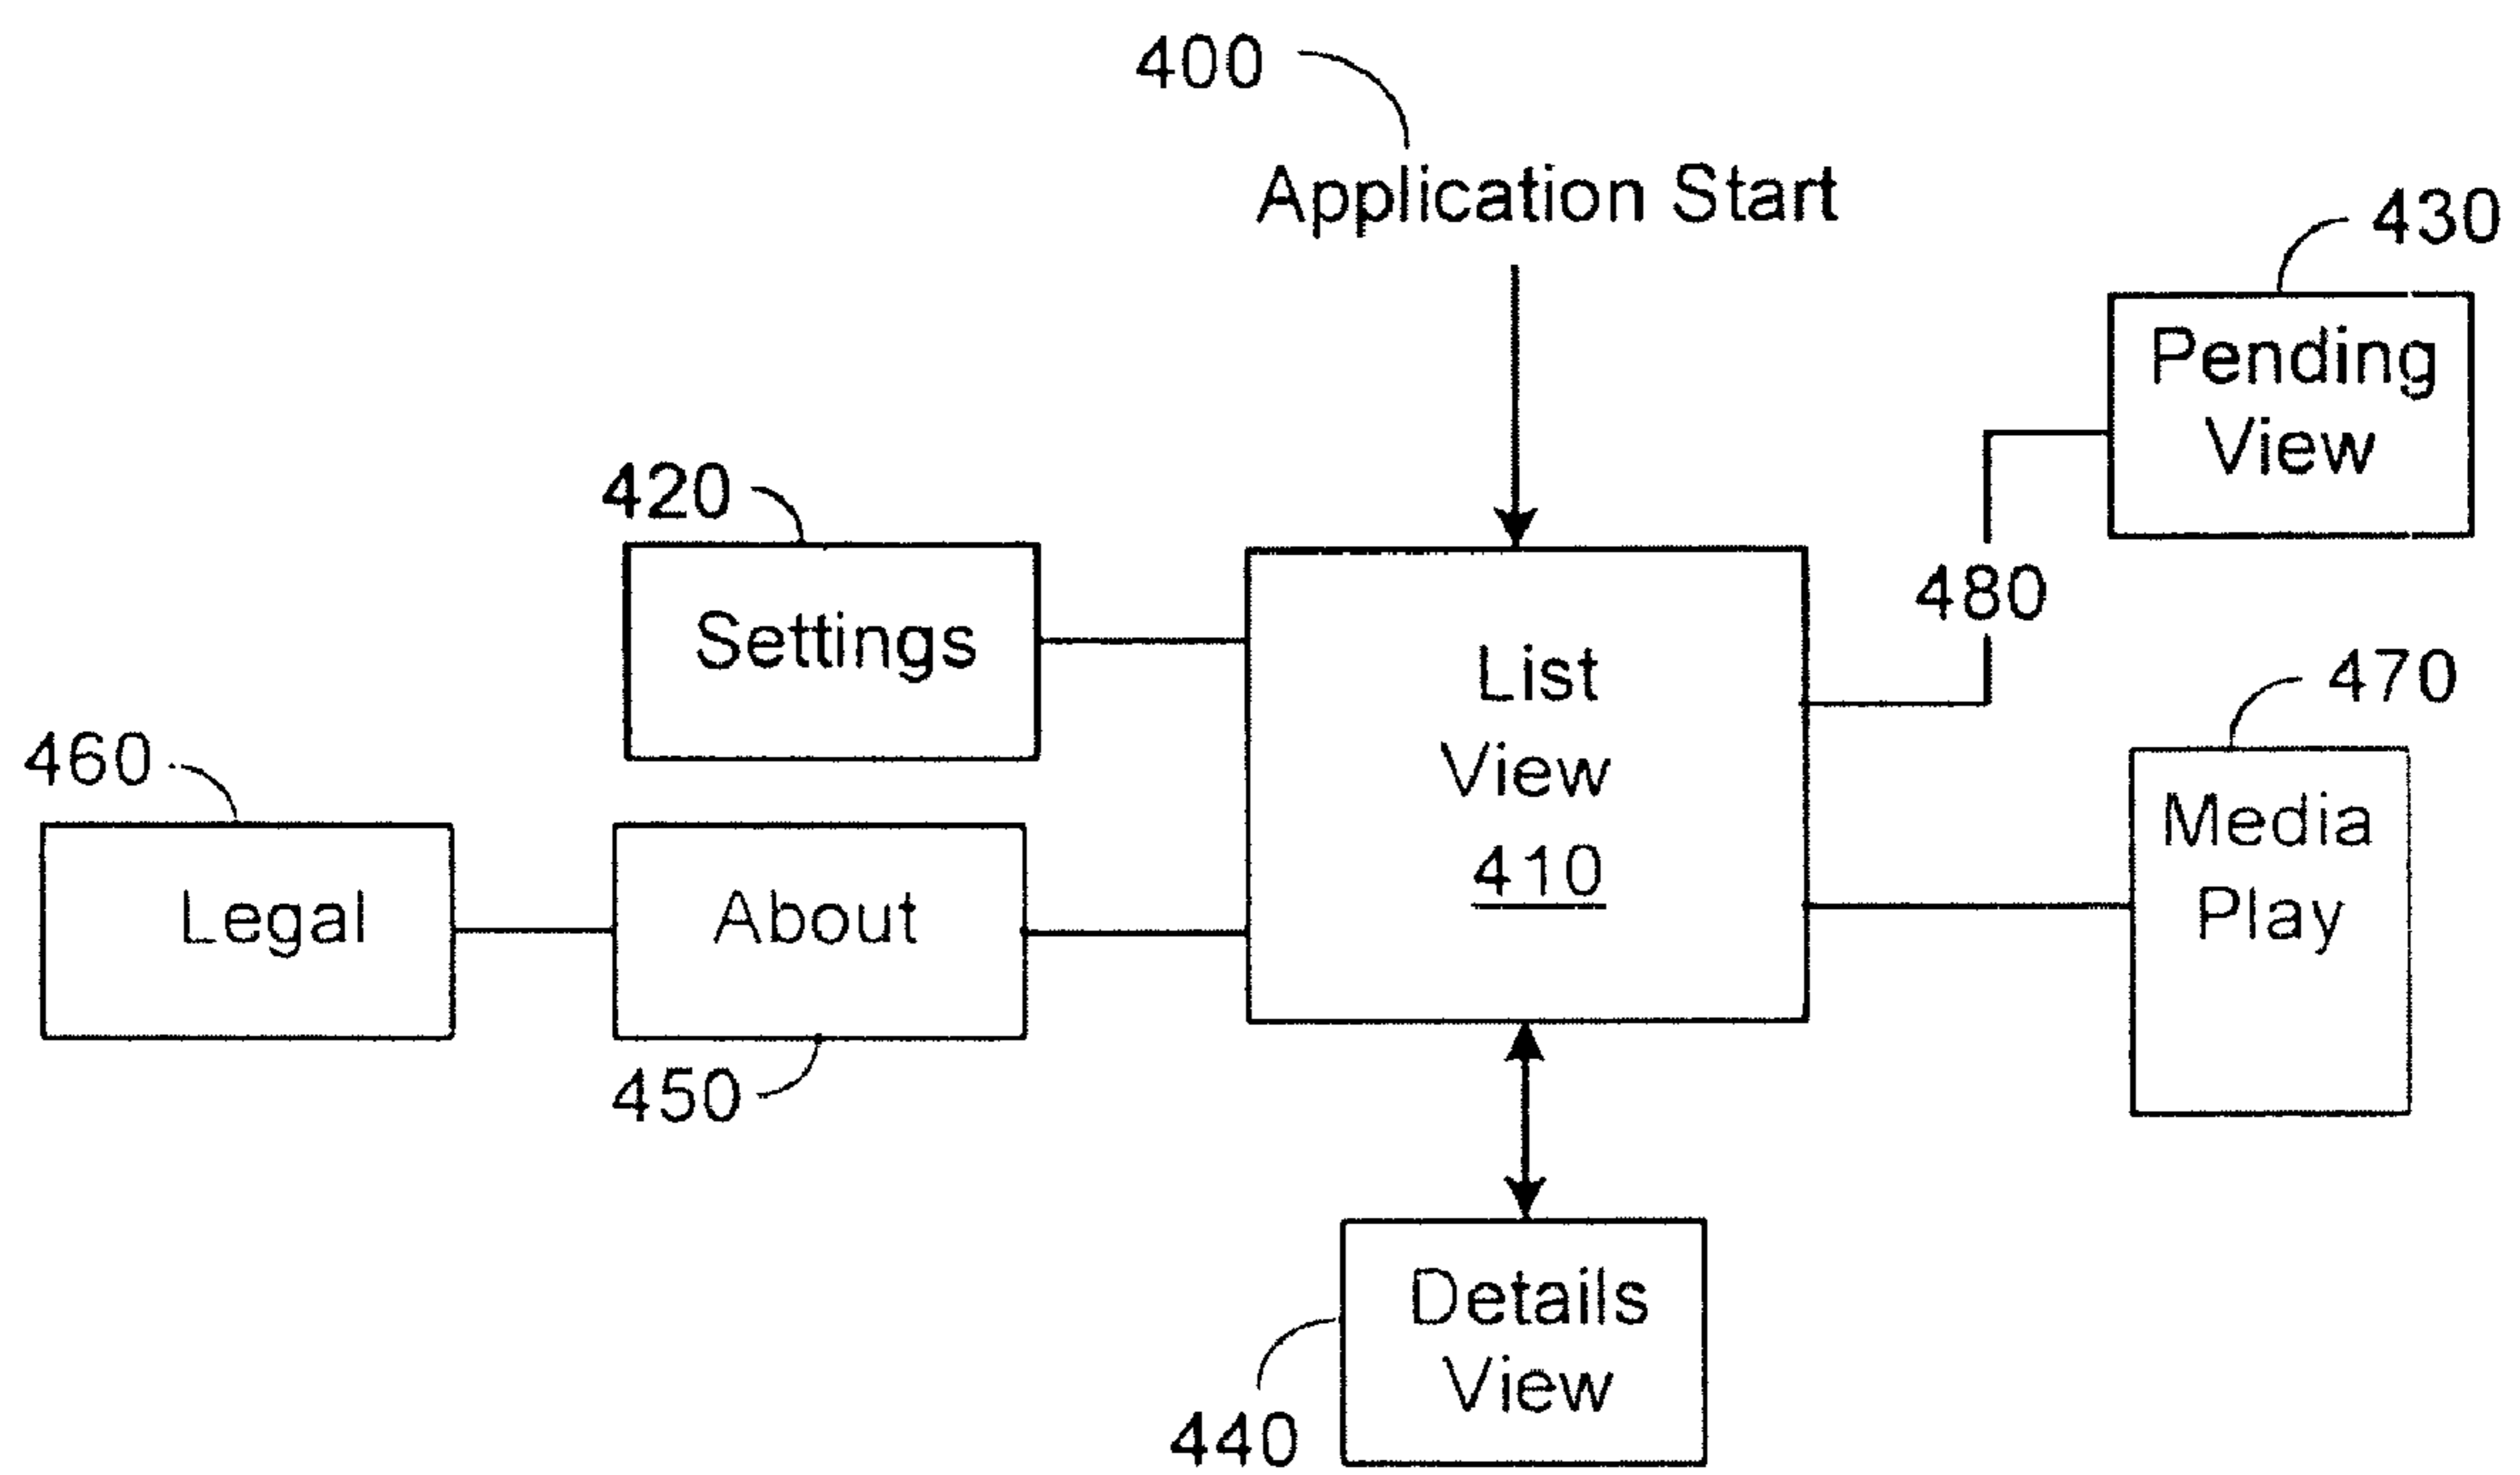 400
Application Start
430
Pending
View
420
Settings
480
List
View
410
470
Media
Play
460
Legal
About
450
Details
View
440